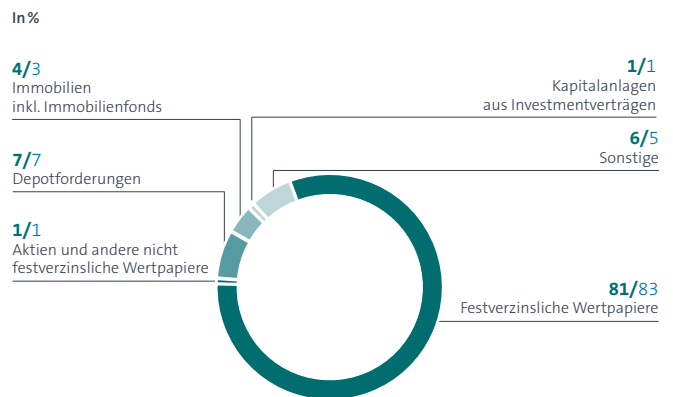 In %
4/3
Immobilien
inkl. Immobilienfonds
7/7
Depotforderungen
1/1
Aktien und andere nicht
festverzinsliche Wertpapiere
1/1
Kapitalanlagen
aus Investmentverträgen
6/5
Sonstige
81/83
Festverzinsliche Wertpapiere